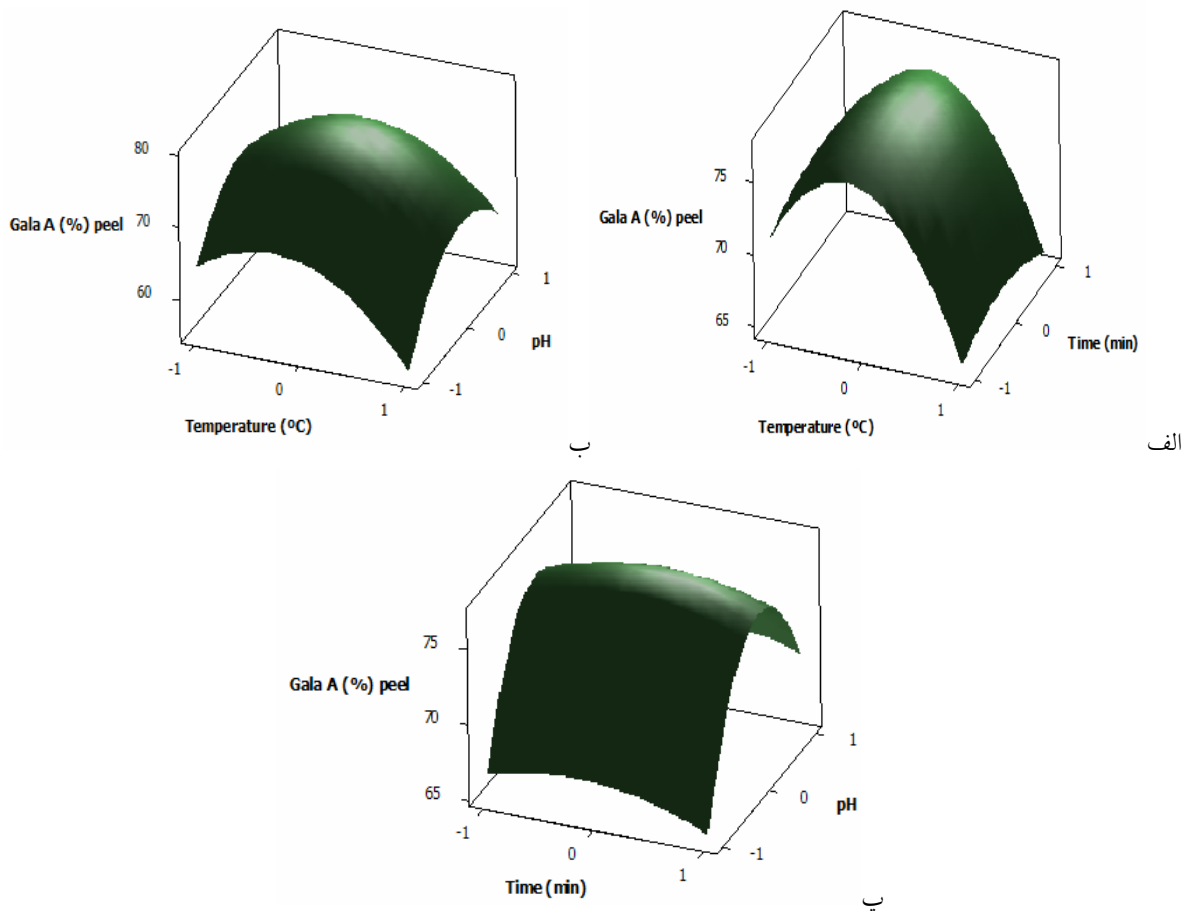 80
70
60
Gala A (%) peel
-1
0
1
Temperature (ºC)
-1
0
1
pH
ب
75
70
65
Gala A (%) peel
-1
0
1
Temperature (ºC)
-1
0
1
Time (min)
الف
75
70
65
Gala A (%) peel
-1
0
1
Time (min)
-1
0
1
pH
پ